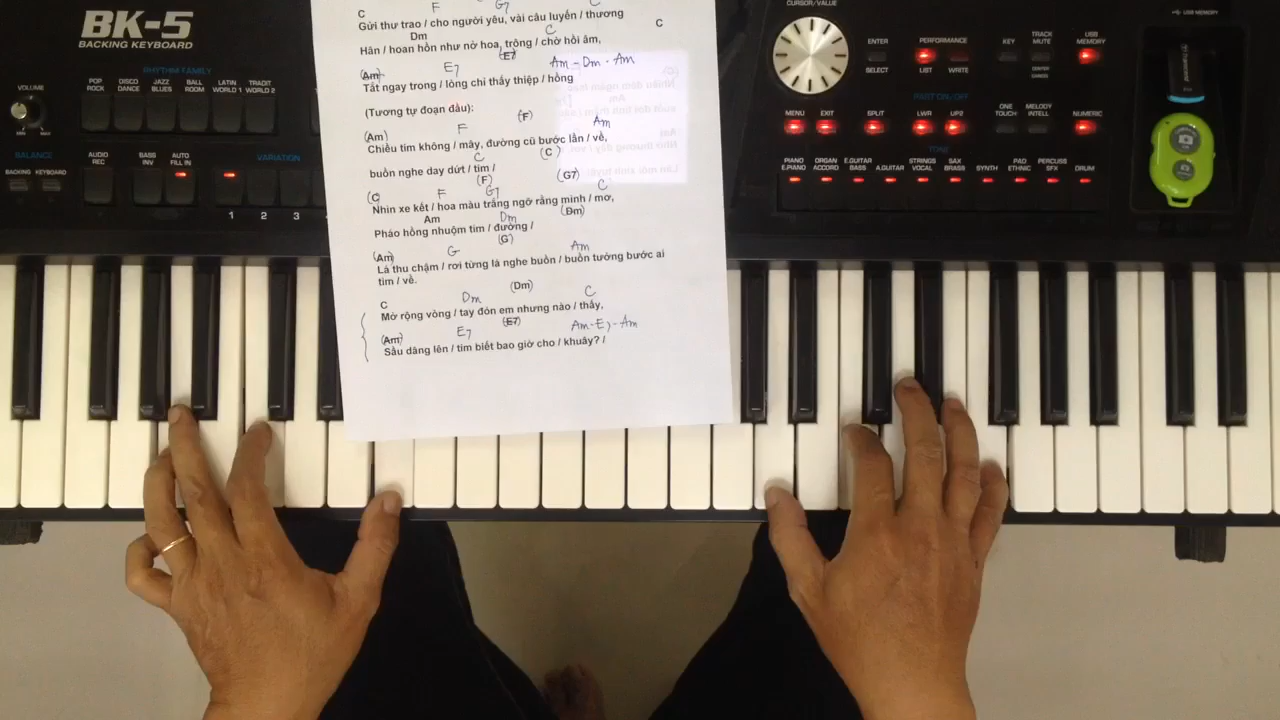 BK-5
BACKING KEYBOARD
RHYTHM FAMILY
POP ROCK
DISCO DANCE
JAZZ BLUES
BALL ROOM
LATIN WORLD 1
TRADIT WORLD 2
VOLUME
MIN MAX
BALANCE
BACKING KEYBOARD
AUDIO REC
BASS INV
AUTO FILL IN
VARIATION
1 2 3
F G7 C
C
Gửi thư trao / cho người yêu, vài câu luyến / thương
C
Dm C
Hân / hoan hồn như nở hoa, trông / chờ hồi âm,
(Am) E7 (E7) Am - Dm - Am
Tất ngay trong / lòng chỉ thấy thiệp / hồng
(Tương tự đoạn đầu):
(F)
(Am) F Am
Chiều tím không / mây, đường cũ bước lần / về,
C (C)
buồn nghe day dứt / tim /
(F) (G7)
(C F G7 C
Nhìn xe kết / hoa màu trắng ngỡ rằng mình / mơ,
Am Dm (Dm)
Pháo hồng nhuộm tím / đường /
(G)
(Am) G Am
Lá thu chậm / rơi từng lá nghe buồn / buồn tưởng bước ai
tìm / về.
(Dm)
C Dm C
Mở rộng vòng / tay đón em nhưng nào / thấy,
(Am) E7 (E7) Am - E7 - Am
Sầu dâng lên / tim biết bao giờ cho / khuây? /
CURSOR/VALUE
ENTER
SELECT
PERFORMANCE
LIST WRITE
KEY
TRACK MUTE
USB MEMORY
USB MEMORY
Transcend
PART ON/OFF
MENU
EXIT
SPLIT
LWR
UP2
ONE TOUCH
MELODY INTELL
NUMERIC
TONE
PIANO E.PIANO
ORGAN ACCORD
E.GUITAR BASS
A.GUITAR
STRINGS VOCAL
SAX BRASS
SYNTH
PAD ETHNIC
PERCUSS SFX
DRUM